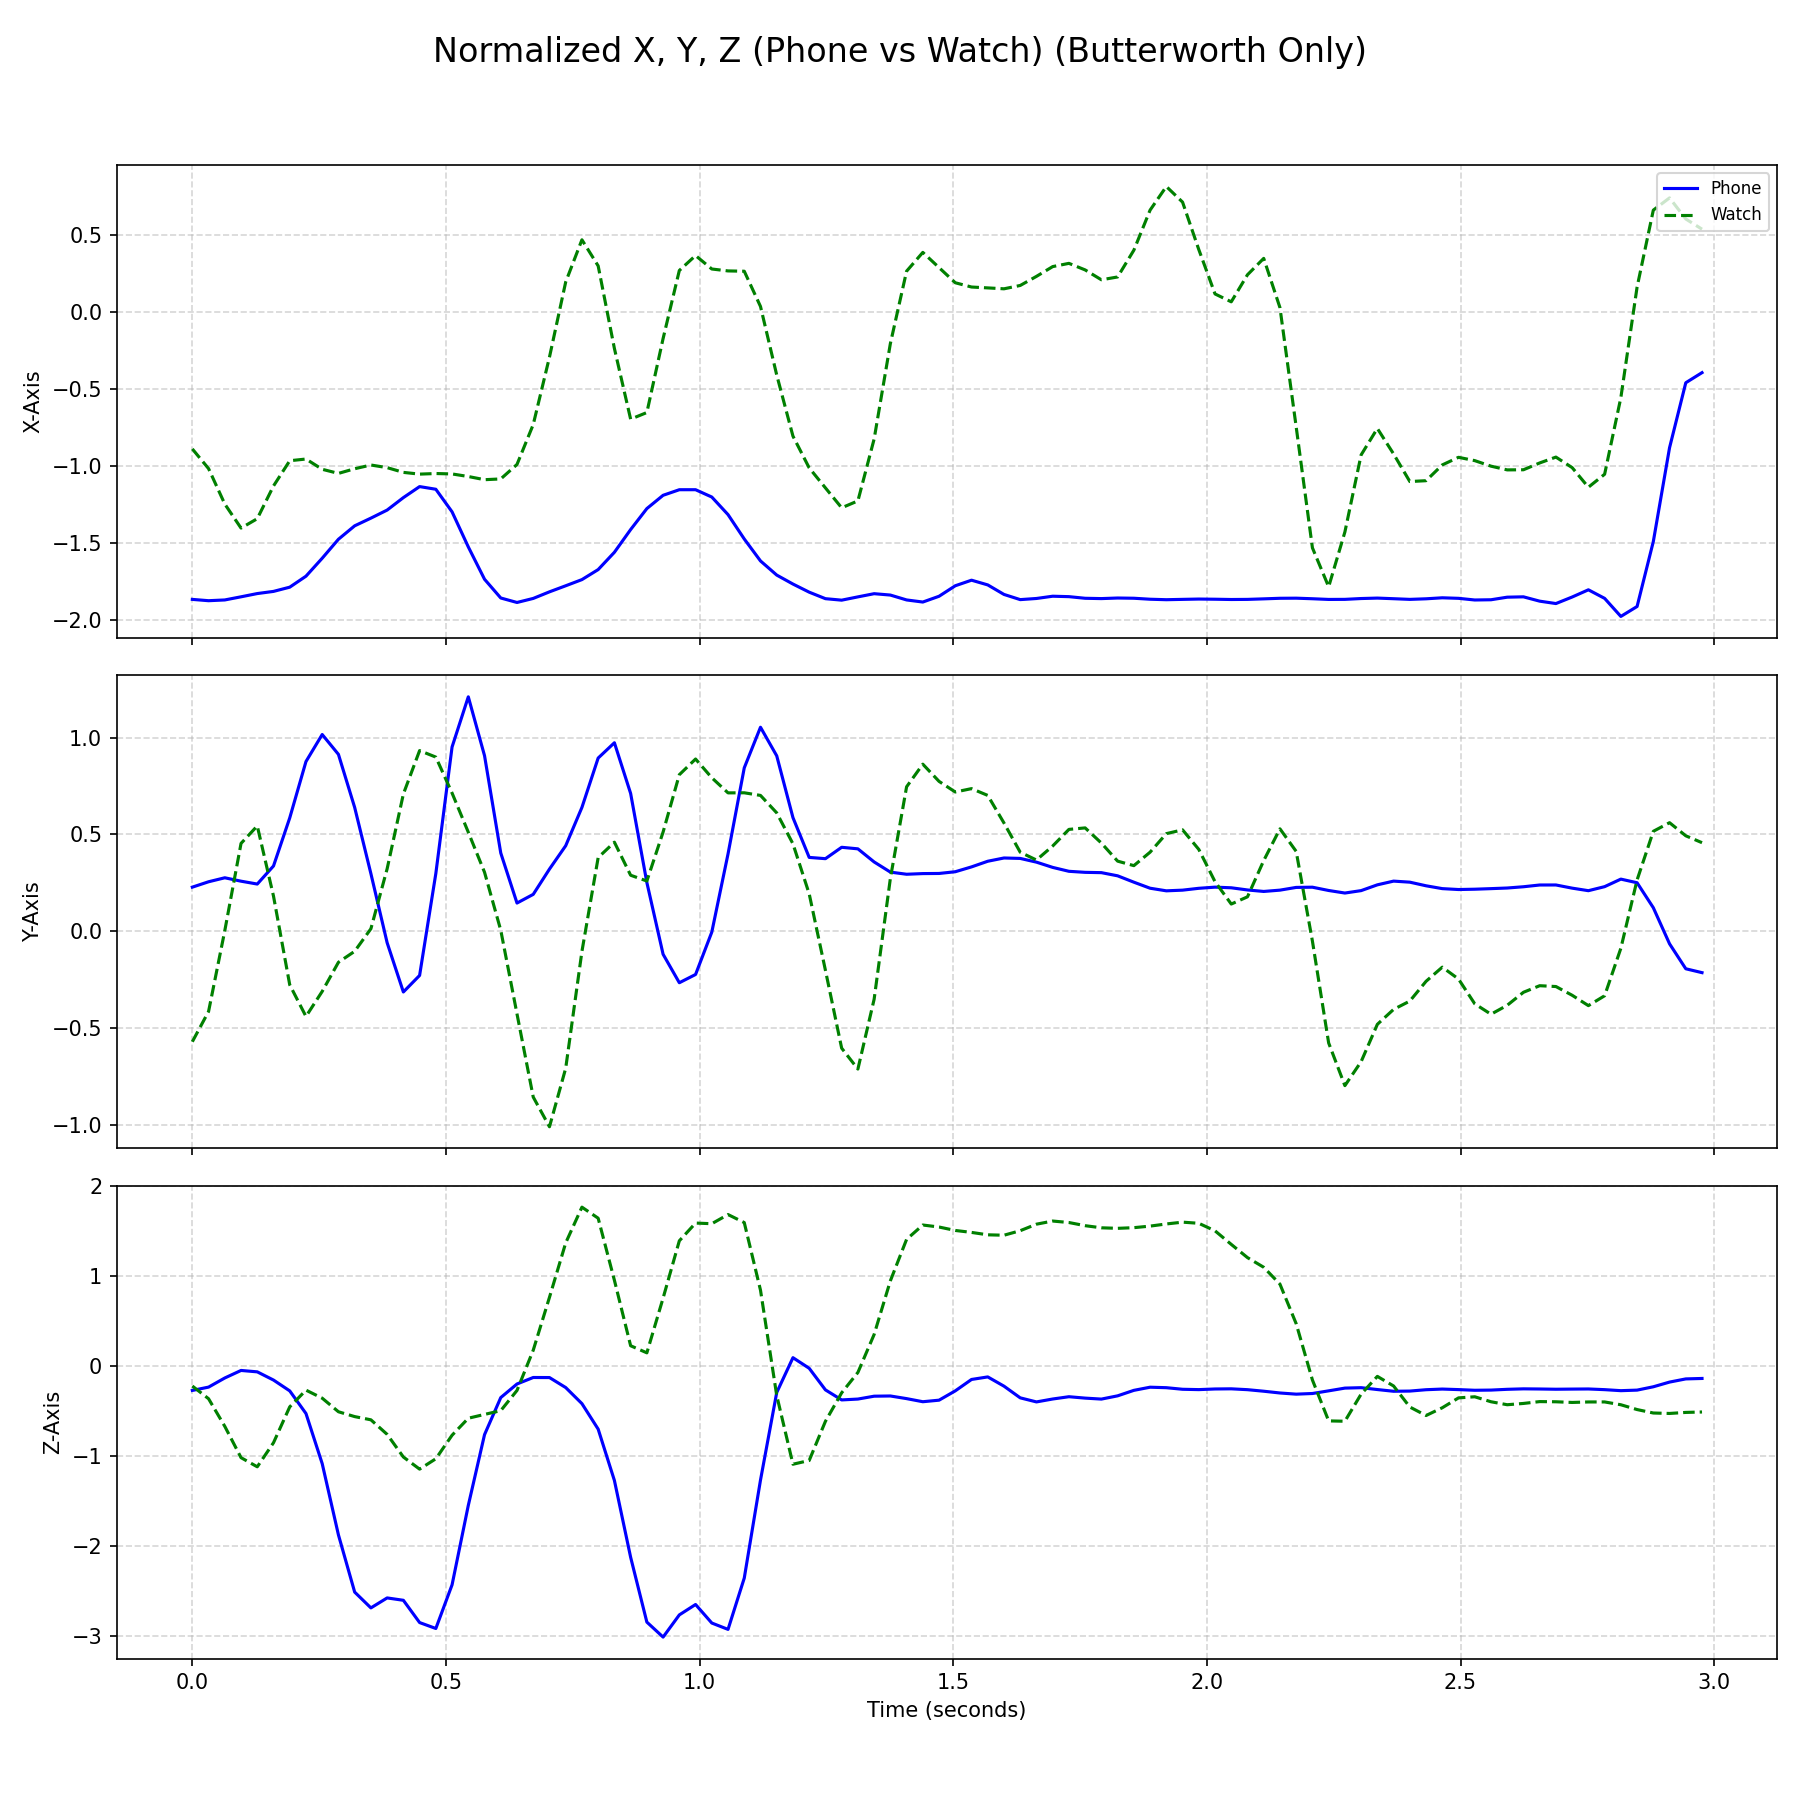 Normalized X, Y, Z (Phone vs Watch) (Butterworth Only)
Phone
Watch
X-Axis
0.5
0.0
−0.5
−1.0
−1.5
−2.0
Y-Axis
1.0
0.5
0.0
−0.5
−1.0
Z-Axis
2
1
0
−1
−2
−3
0.0 0.5 1.0 1.5 2.0 2.5 3.0
Time (seconds)